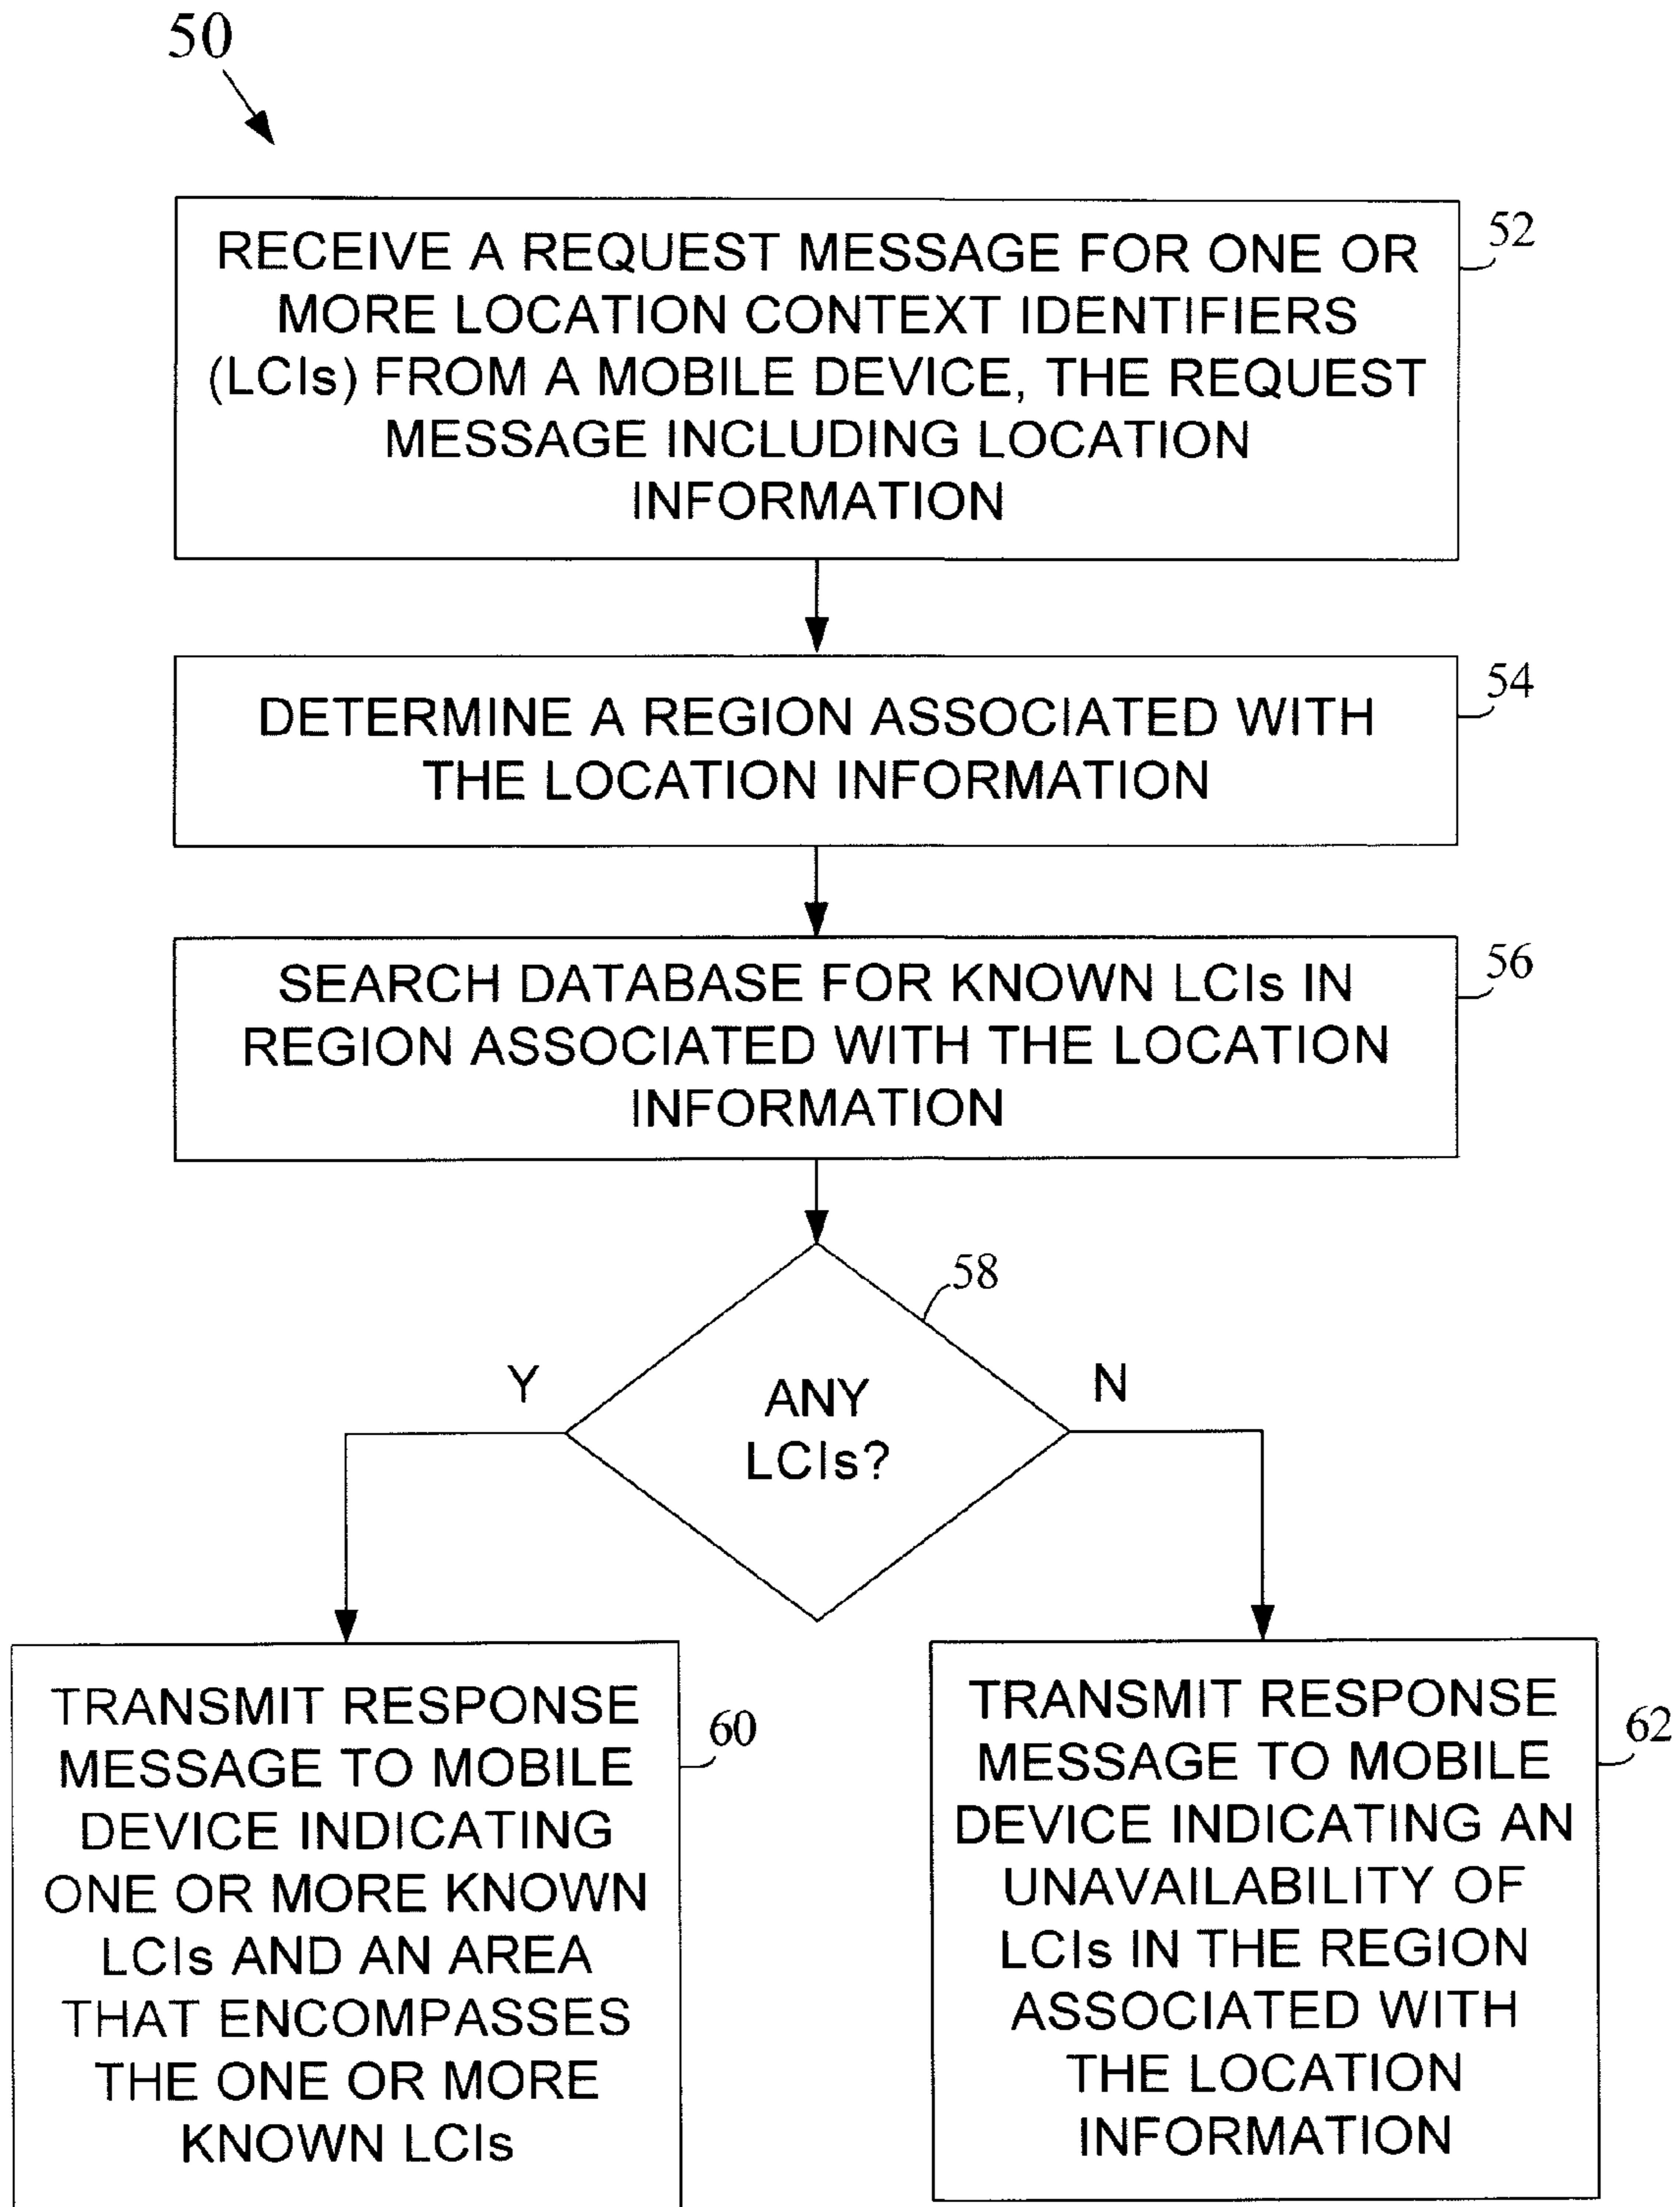 50
RECEIVE A REQUEST MESSAGE FOR ONE OR
MORE LOCATION CONTEXT IDENTIFIERS
(LCIs) FROM A MOBILE DEVICE, THE REQUEST
MESSAGE INCLUDING LOCATION
INFORMATION
52
DETERMINE A REGION ASSOCIATED WITH
THE LOCATION INFORMATION
54
SEARCH DATABASE FOR KNOWN LCIs IN
REGION ASSOCIATED WITH THE LOCATION
INFORMATION
56
58
Y
ANY
LCIs?
N
TRANSMIT RESPONSE
MESSAGE TO MOBILE
DEVICE INDICATING
ONE OR MORE KNOWN
LCIs AND AN AREA
THAT ENCOMPASSES
THE ONE OR MORE
KNOWN LCIs
60
TRANSMIT RESPONSE
MESSAGE TO MOBILE
DEVICE INDICATING AN
UNAVAILABILITY OF
LCIs IN THE REGION
ASSOCIATED WITH
THE LOCATION
INFORMATION
62